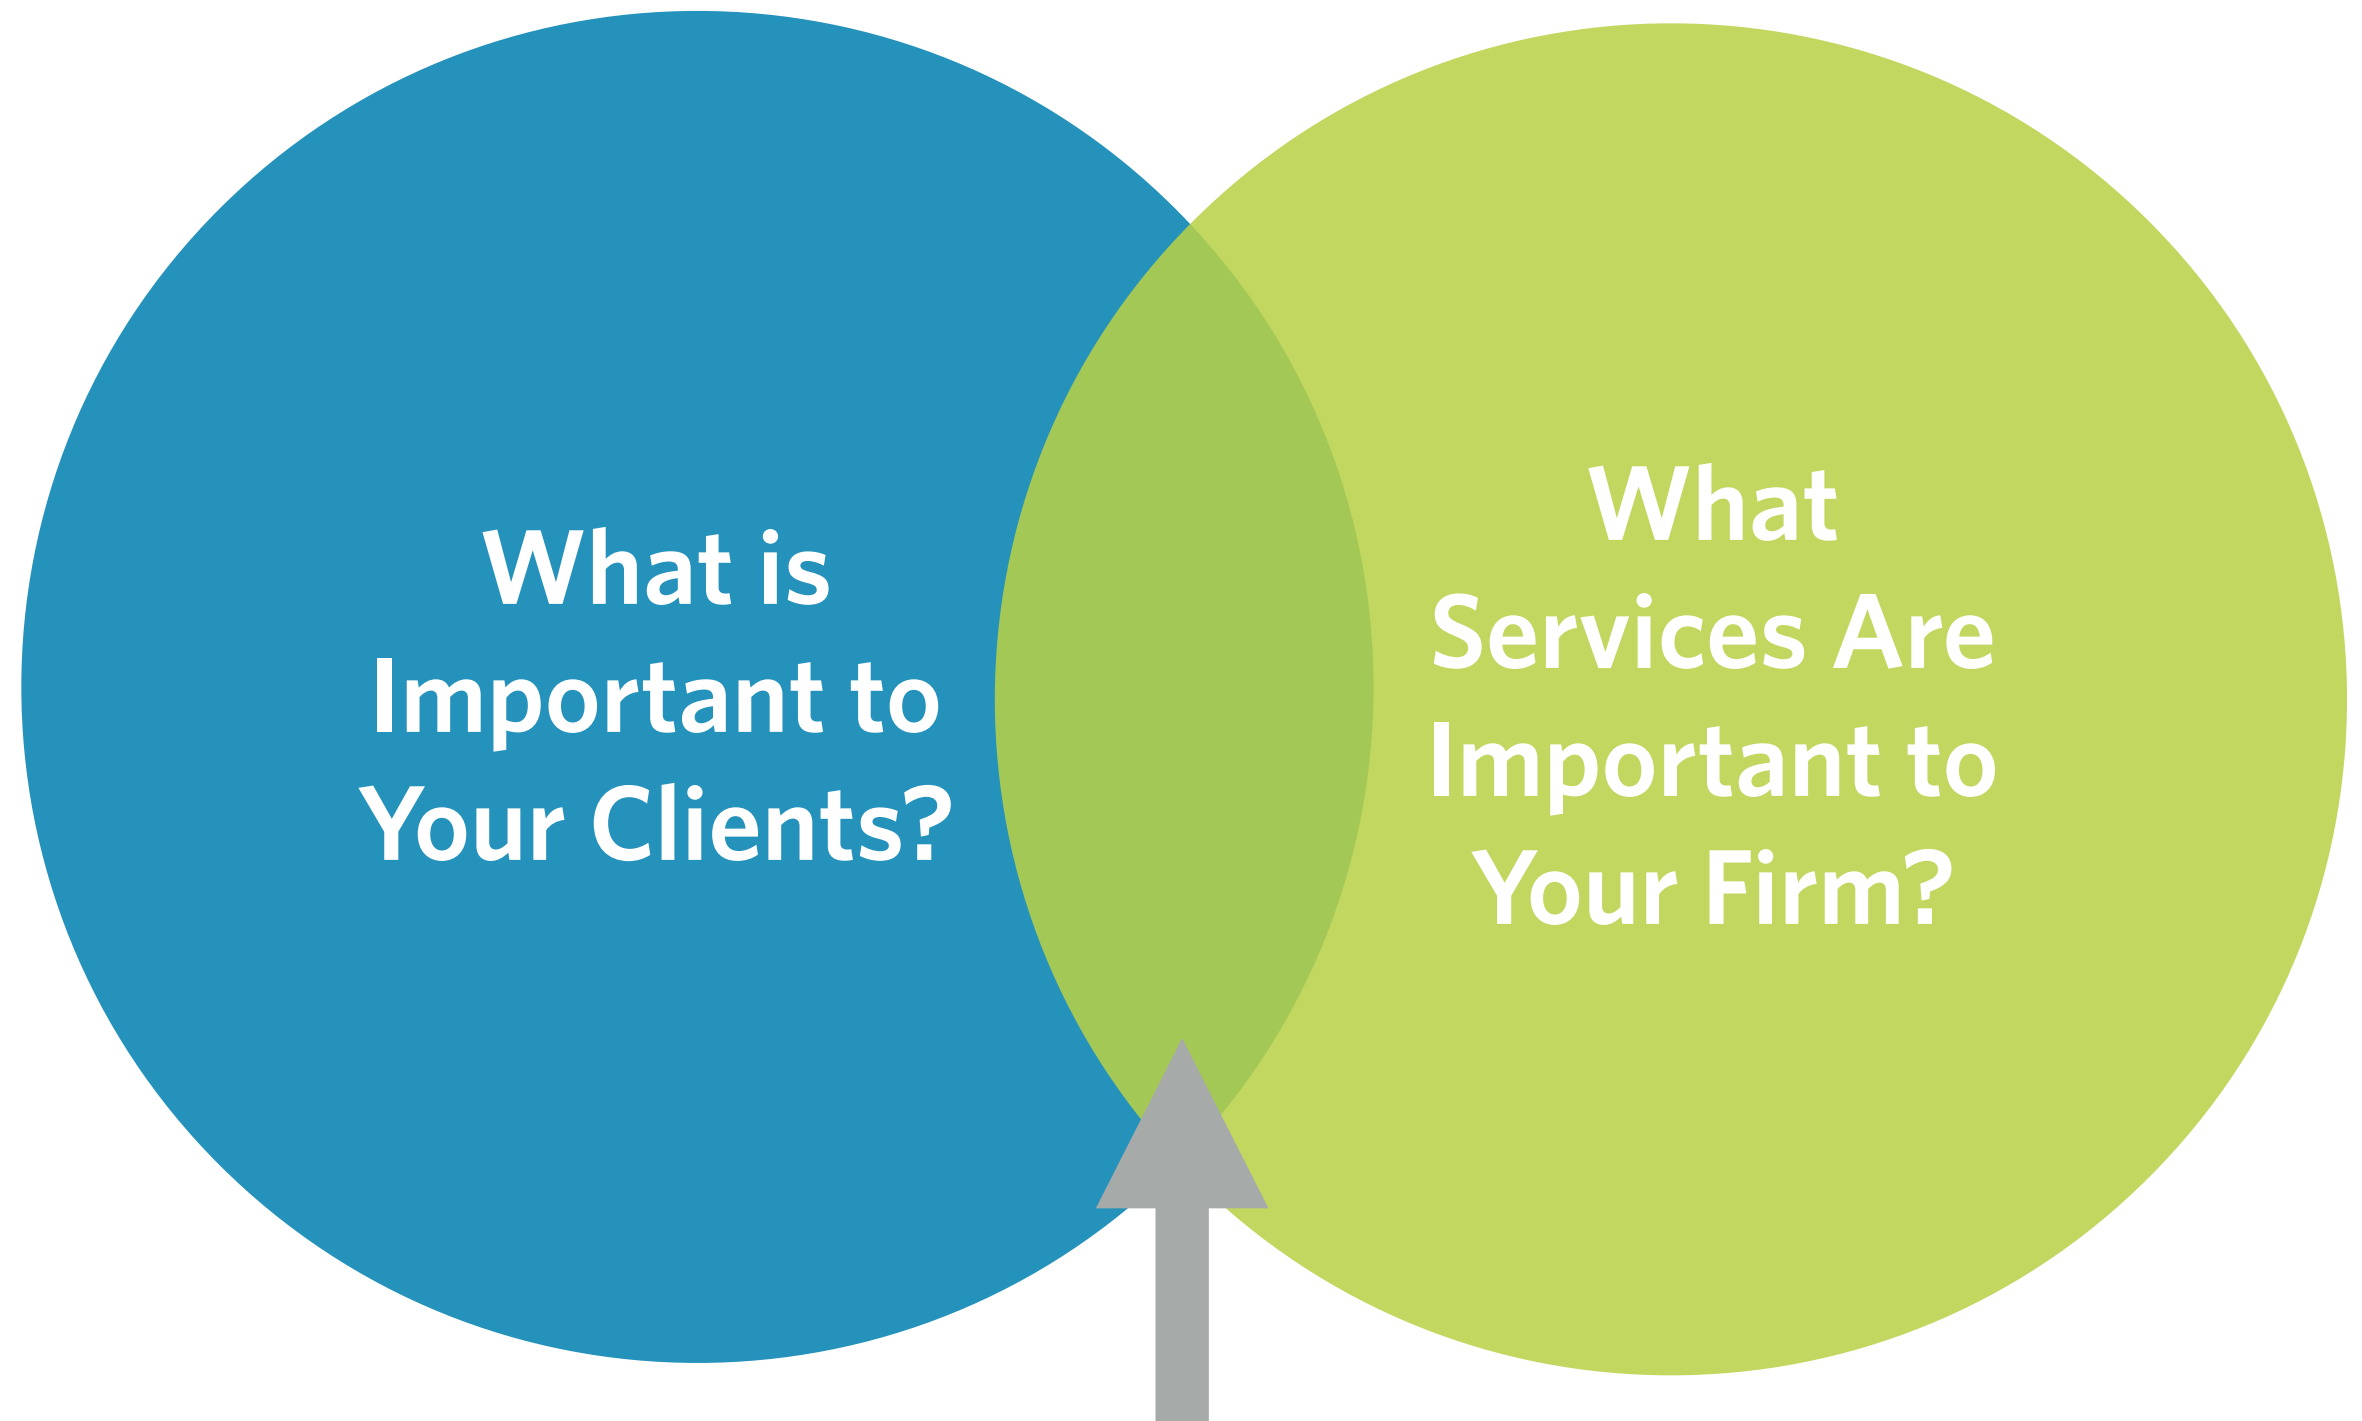 What is
Important to
Your Clients?
What
Services Are
Important to
Your Firm?